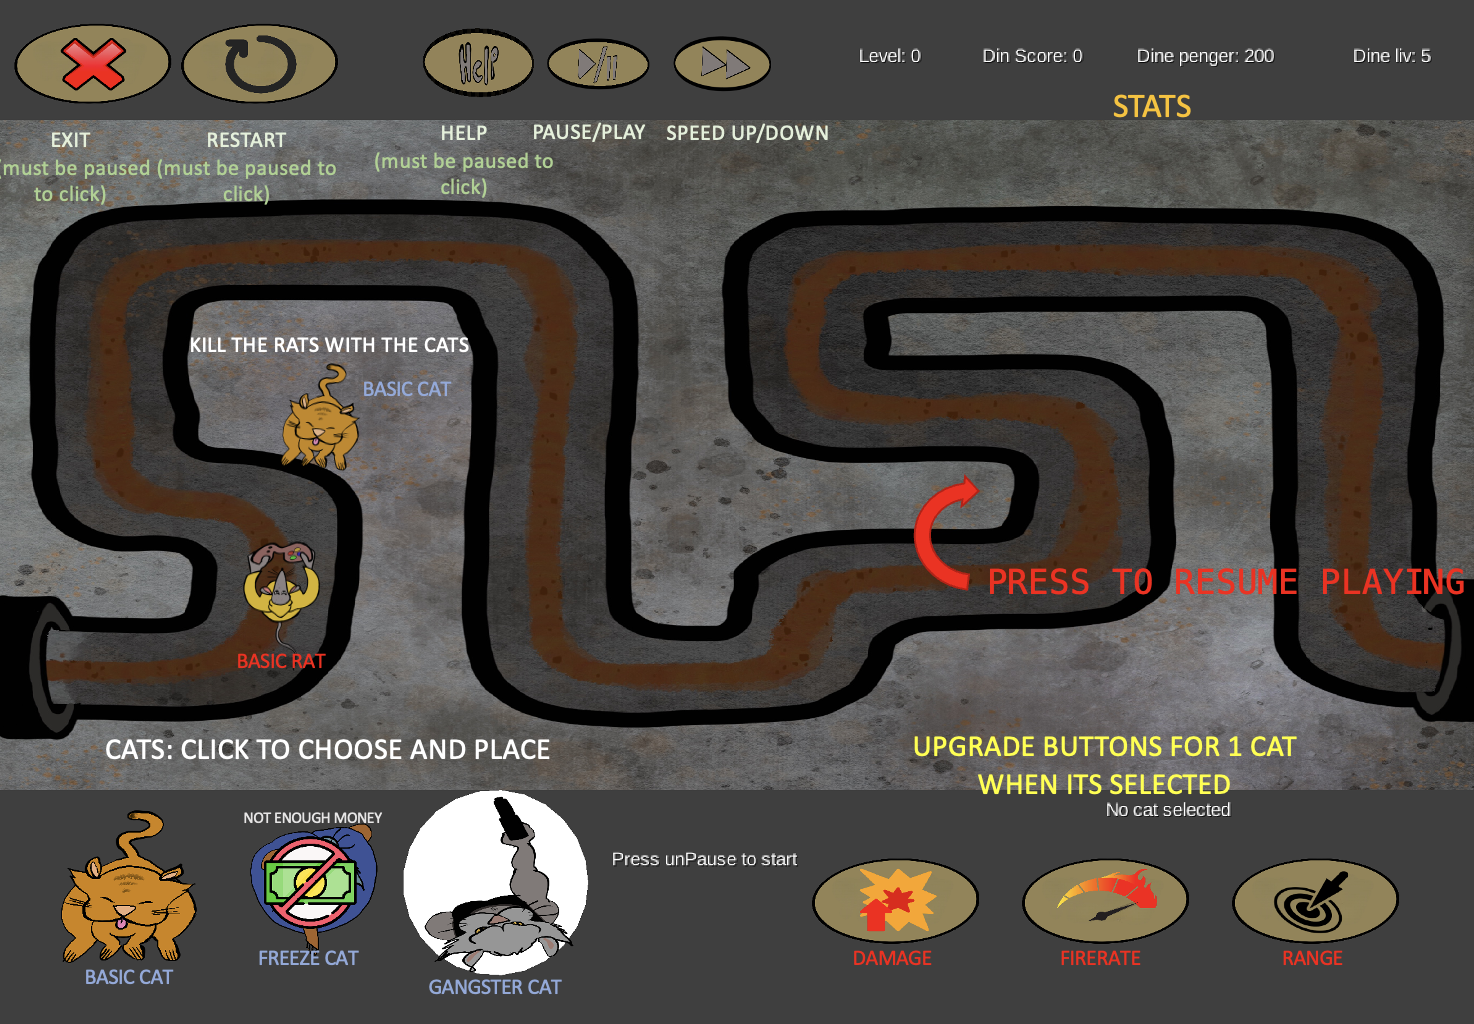 Help
Level: 0
Din Score: 0
Dine penger: 200
Dine liv: 5
STATS
EXIT
(must be paused
to click)
RESTART
(must be paused to
click)
HELP
(must be paused to
click)
PAUSE/PLAY
SPEED UP/DOWN
KILL THE RATS WITH THE CATS
BASIC CAT
PRESS TO RESUME PLAYING
BASIC RAT
CATS: CLICK TO CHOOSE AND PLACE
UPGRADE BUTTONS FOR 1 CAT
WHEN ITS SELECTED
No cat selected
NOT ENOUGH MONEY
Press unPause to start
BASIC CAT
FREEZE CAT
GANGSTER CAT
DAMAGE
FIRERATE
RANGE